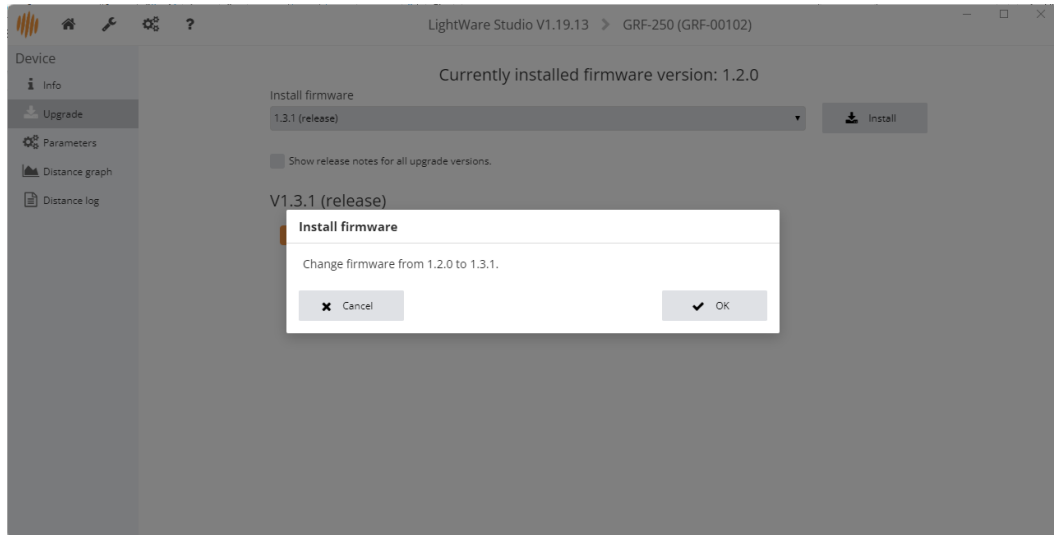 LightWare Studio V1.19.13 > GRF-250 (GRF-00102)
Device
Info
Upgrade
Parameters
Distance graph
Distance log
Currently installed firmware version: 1.2.0
Install firmware
1.3.1 (release)
Install
Show release notes for all upgrade versions.
V1.3.1 (release)
Install firmware
Change firmware from 1.2.0 to 1.3.1.
Cancel
OK